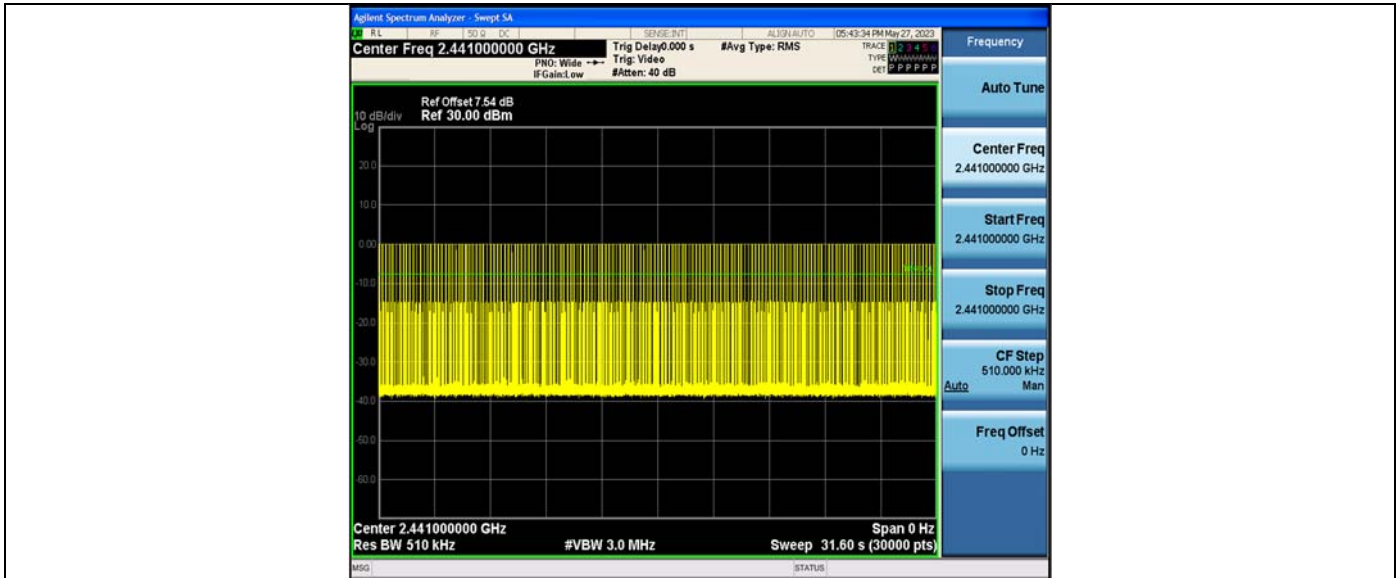 Agilent Spectrum Analyzer - Swept SA
RL RF 50 Ω DC SENSE:INT ALIGN AUTO 05:43:34 PM May 27, 2023
Center Freq 2.441000000 GHz
PNO: Wide
IFGain:Low
Trig Delay0.000 s
Trig: Video
#Atten: 40 dB
#Avg Type: RMS
TRACE 1 2 3 4 5 6
TYPE
DET P P P P P P
Ref Offset 7.54 dB
10 dB/div Ref 30.00 dBm
Log
20.0
10.0
0.00
-10.0
-20.0
-30.0
-40.0
-50.0
-60.0
Center 2.441000000 GHz Span 0 Hz
Res BW 510 kHz #VBW 3.0 MHz Sweep 31.60 s (30000 pts)
MSG STATUS
Frequency
Auto Tune
Center Freq
2.441000000 GHz
Start Freq
2.441000000 GHz
Stop Freq
2.441000000 GHz
CF Step
510.000 kHz
Auto Man
Freq Offset
0 Hz